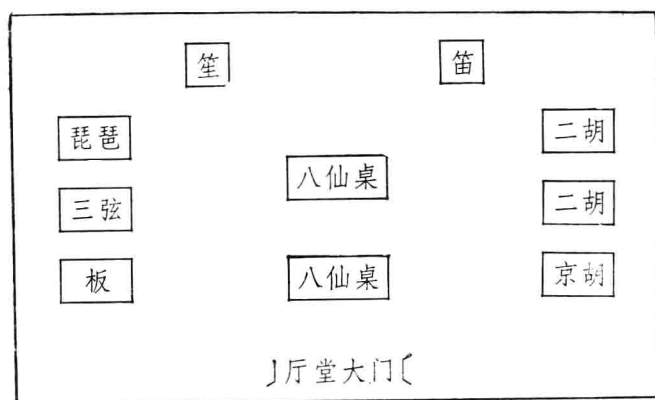 笙 笛
琵琶 二胡
八仙桌
三弦 二胡
板 八仙桌 京胡
厅堂大门